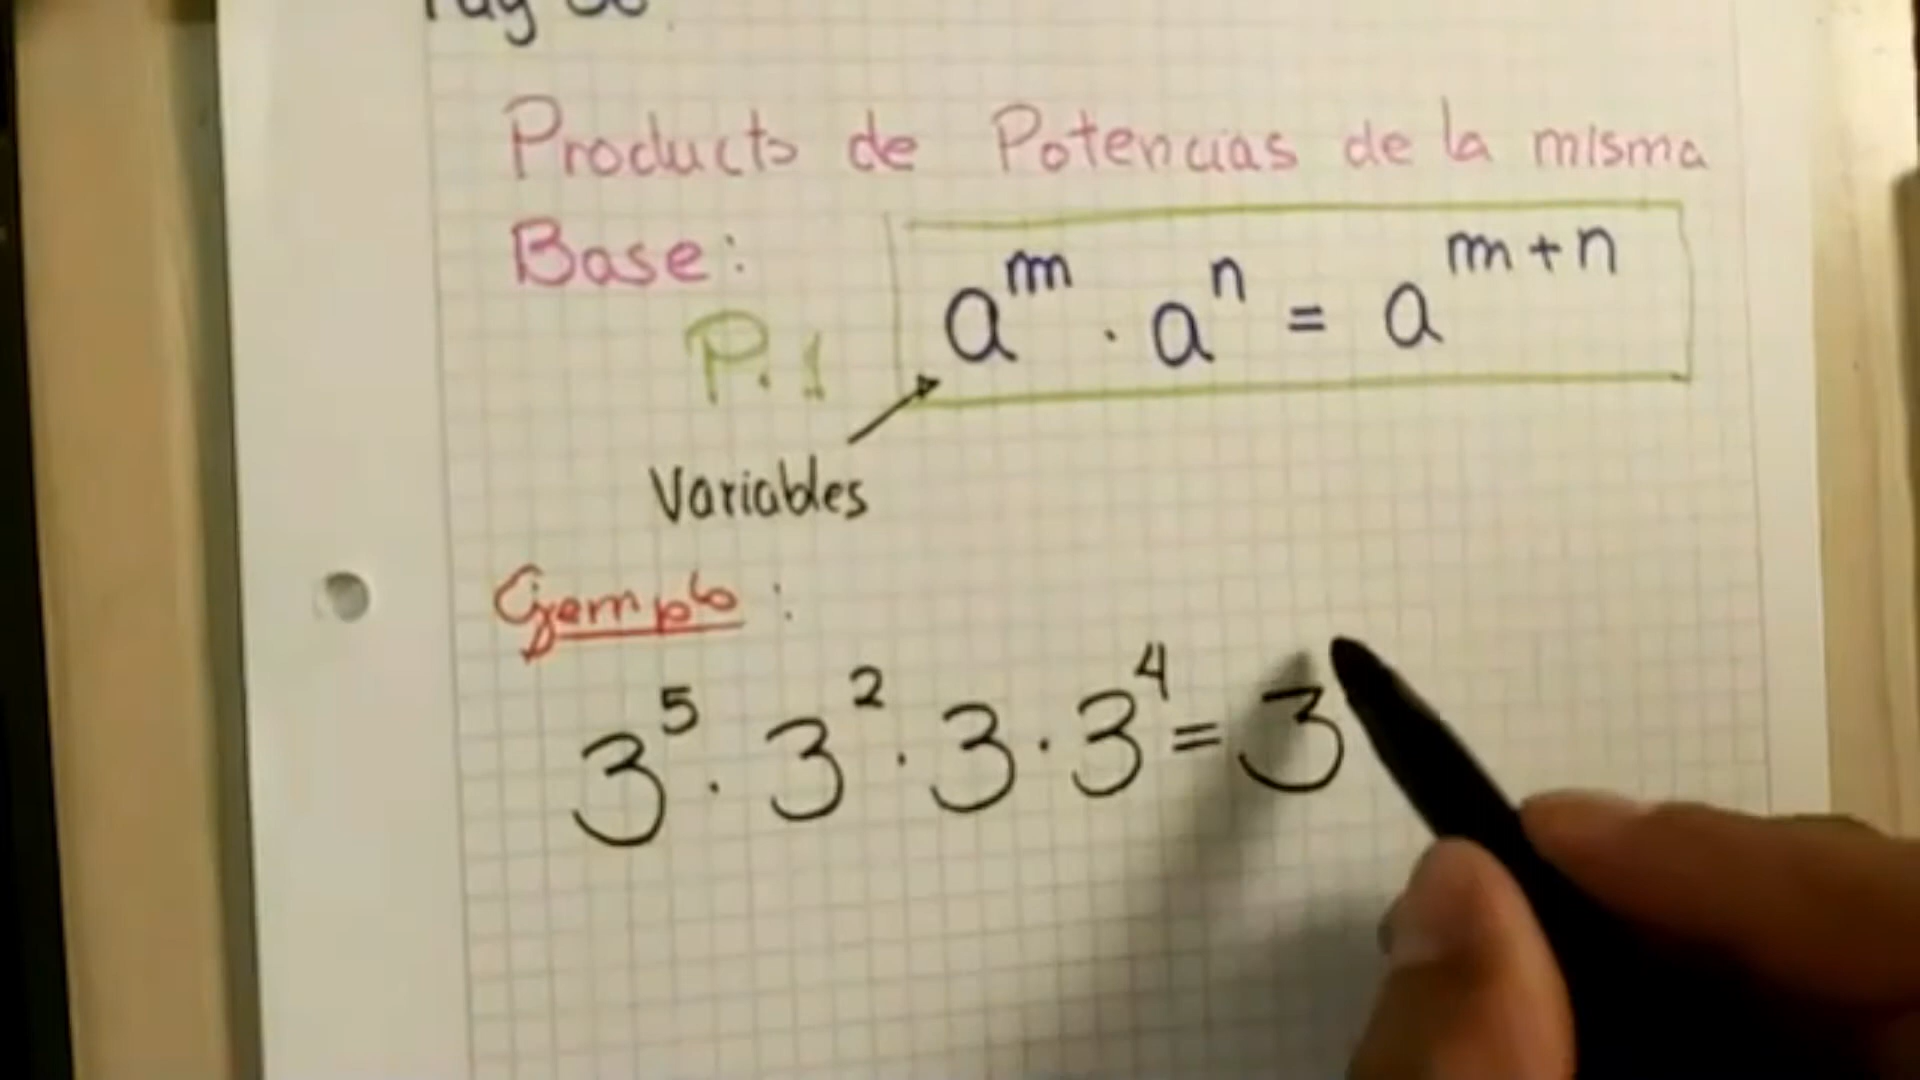 Producto de Potencias de la misma
Base:
a^m · a^n = a^(m+n)
P.1
Variables
Ejemplo:
3^5 · 3^2 · 3 · 3^4 = 3